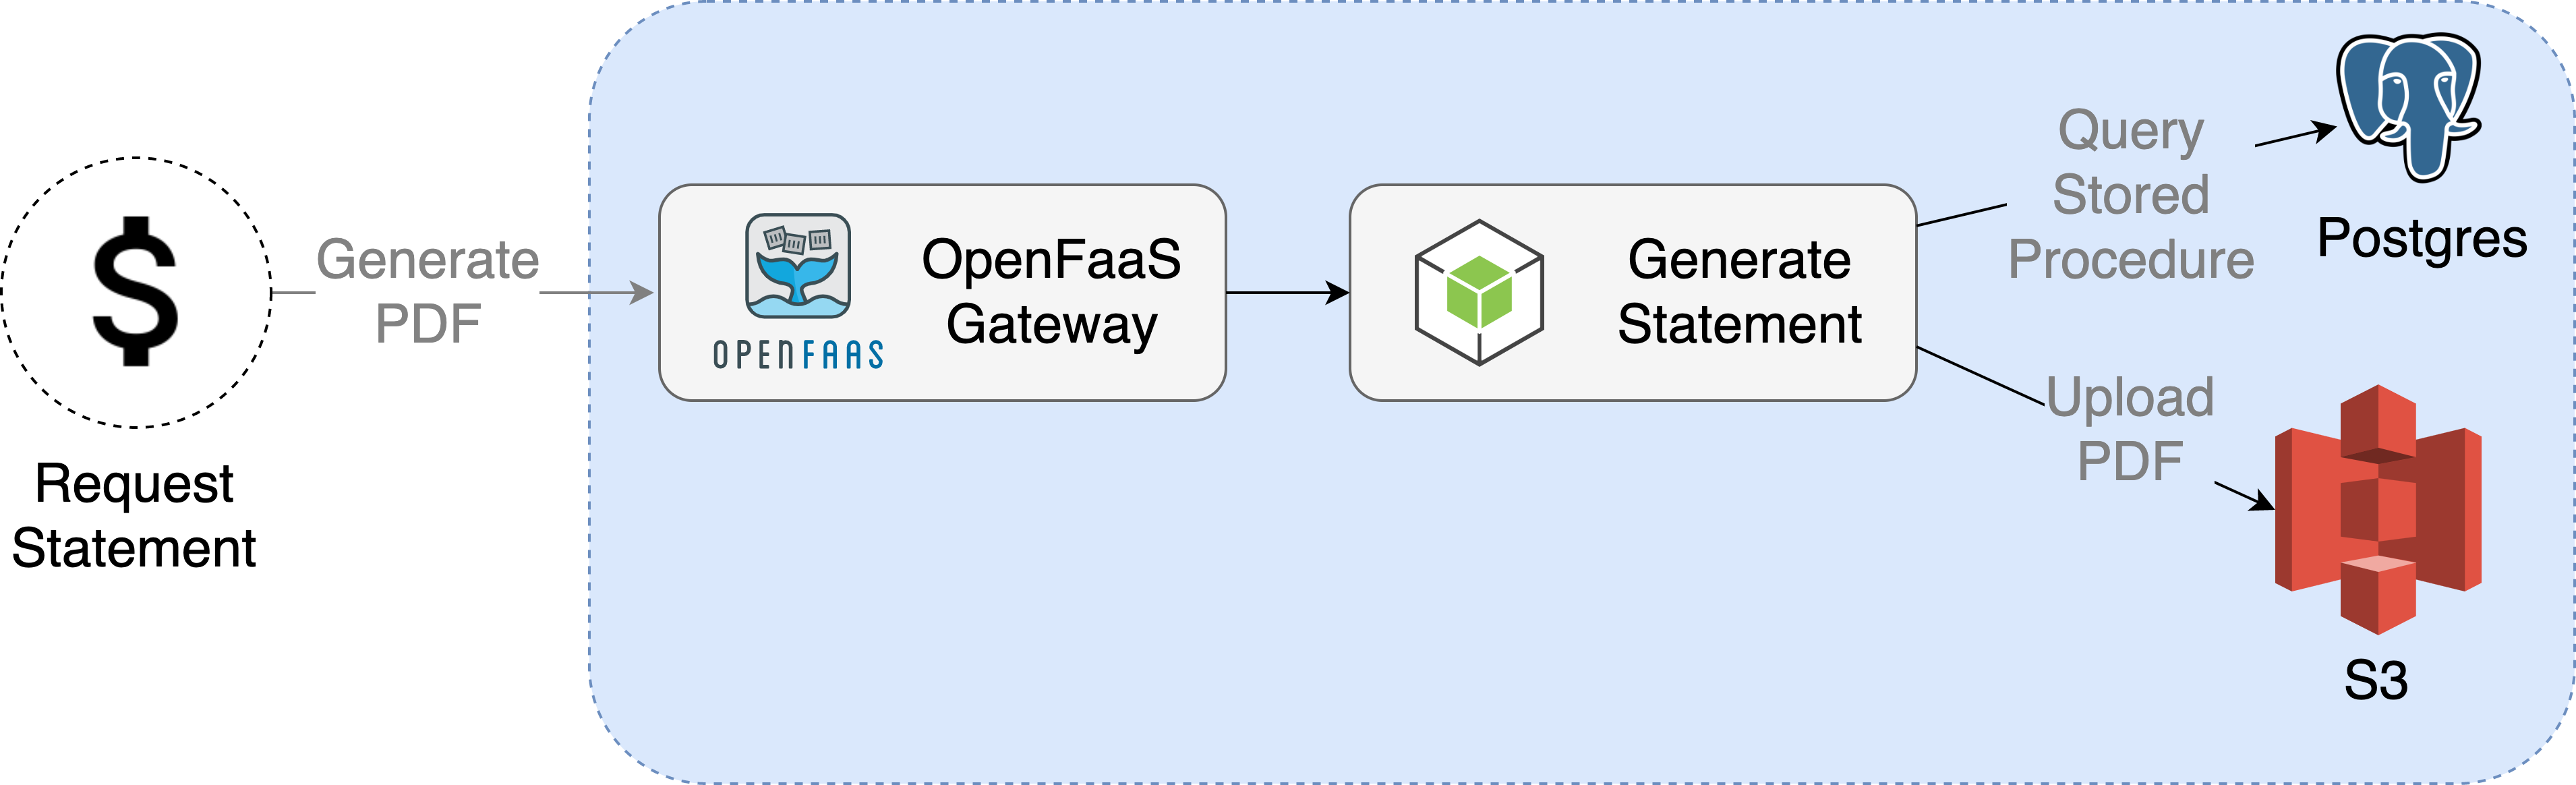 Request
Statement
Generate
PDF
OPENFAAS
OpenFaaS
Gateway
Generate
Statement
Query
Stored
Procedure
Postgres
Upload
PDF
S3